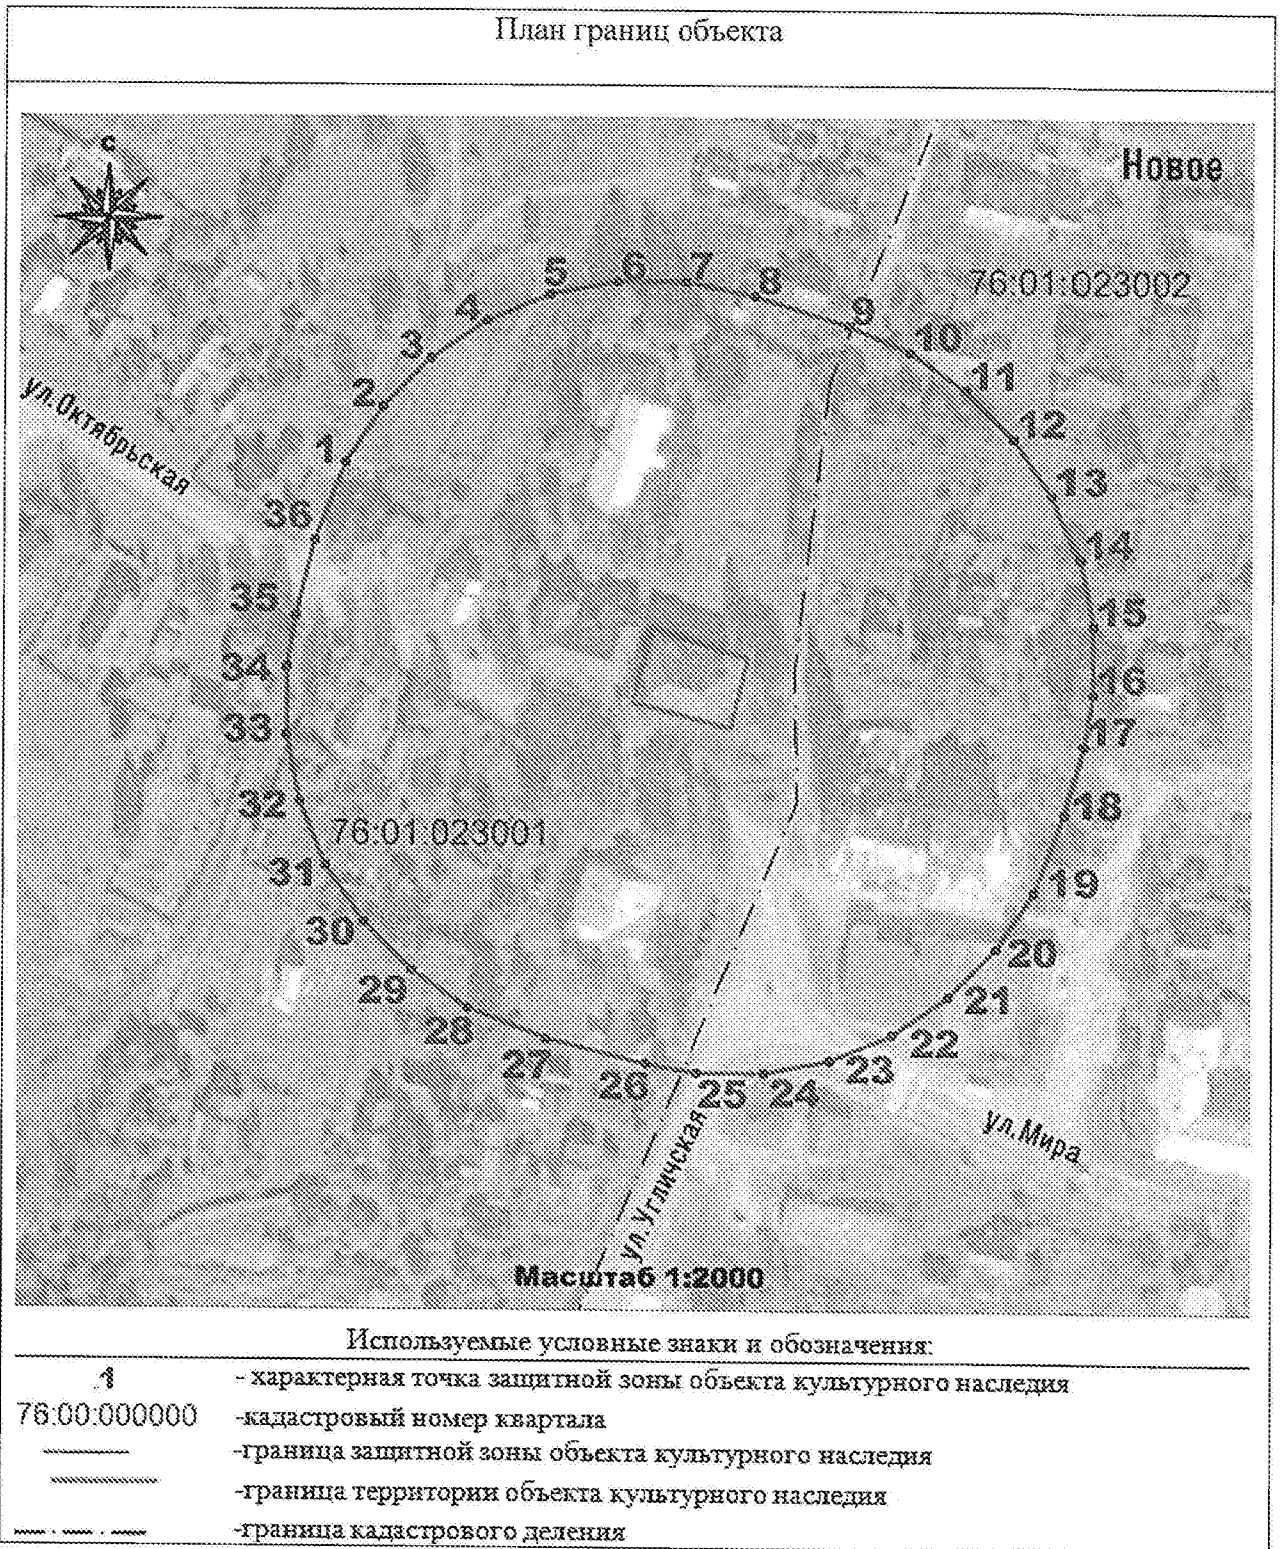 План границ объекта
с
Новое
76:01:023002
5
6
7
8
4
9
3
10
2
11
ул.Октябрьская
12
1
13
36
14
35
15
34
16
33
17
32
18
76:01:023001
31
19
30
20
29
21
28
22
27
23
26
25
24
ул.Мира
ул.Угличская
Масштаб 1:2000
Используемые условные знаки и обозначения:
1 - характерная точка защитной зоны объекта культурного наследия
76:00:000000 -кадастровый номер квартала
-граница защитной зоны объекта культурного наследия
-граница территории объекта культурного наследия
-граница кадастрового деления